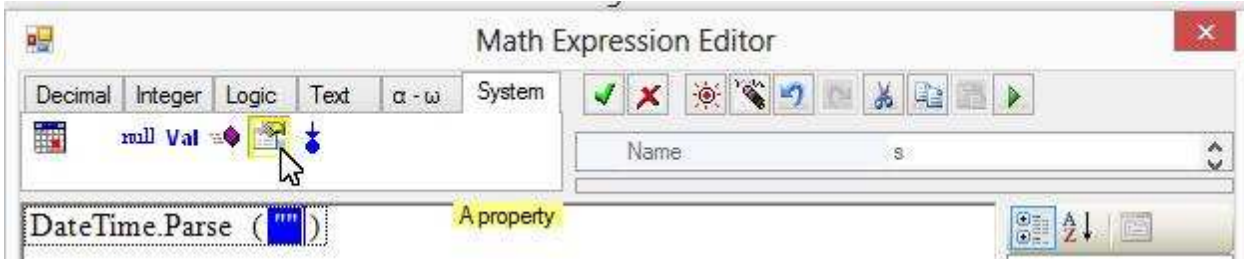 Math Expression Editor
Decimal Integer Logic Text α - ω System
null Val
Name s
DateTime.Parse ("")
A property
A
Z